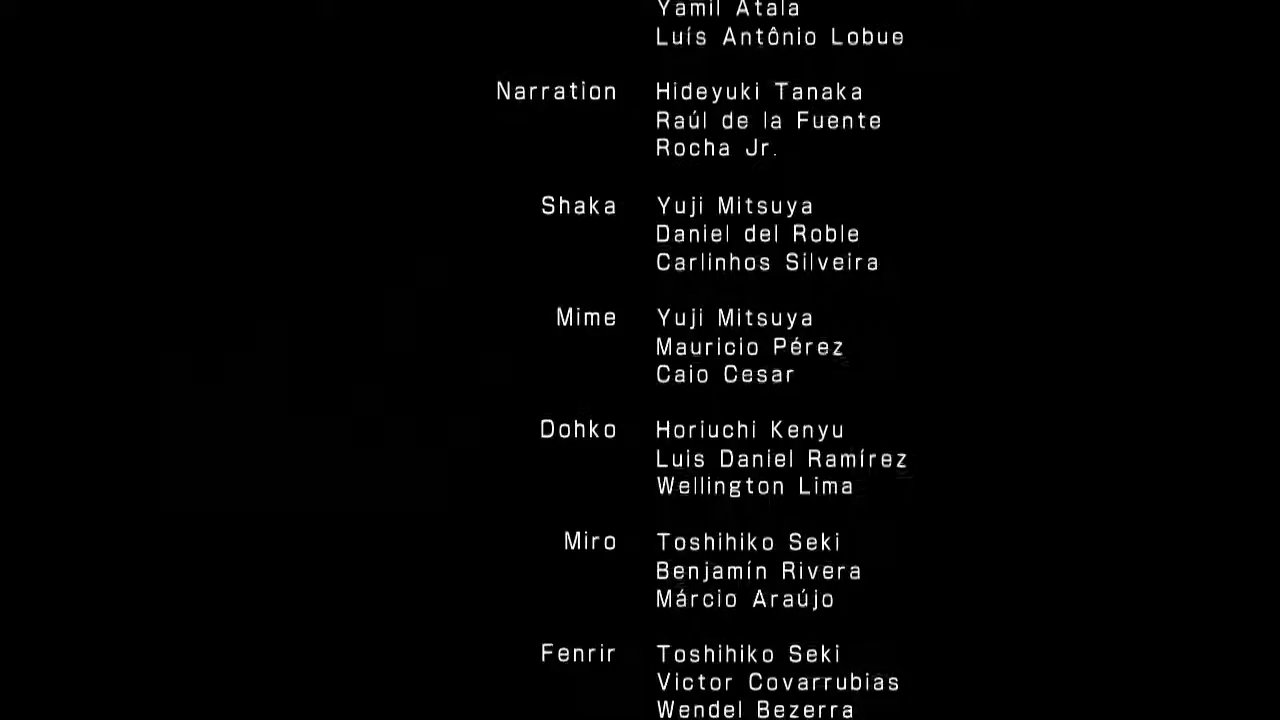 Yamil Atala
Luís Antônio Lobue
Narration Hideyuki Tanaka
Raúl de la Fuente
Rocha Jr.
Shaka Yuji Mitsuya
Daniel del Roble
Carlinhos Silveira
Mime Yuji Mitsuya
Mauricio Pérez
Caio Cesar
Dohko Horiuchi Kenyu
Luis Daniel Ramírez
Wellington Lima
Miro Toshihiko Seki
Benjamín Rivera
Márcio Araújo
Fenrir Toshihiko Seki
Victor Covarrubias
Wendel Bezerra